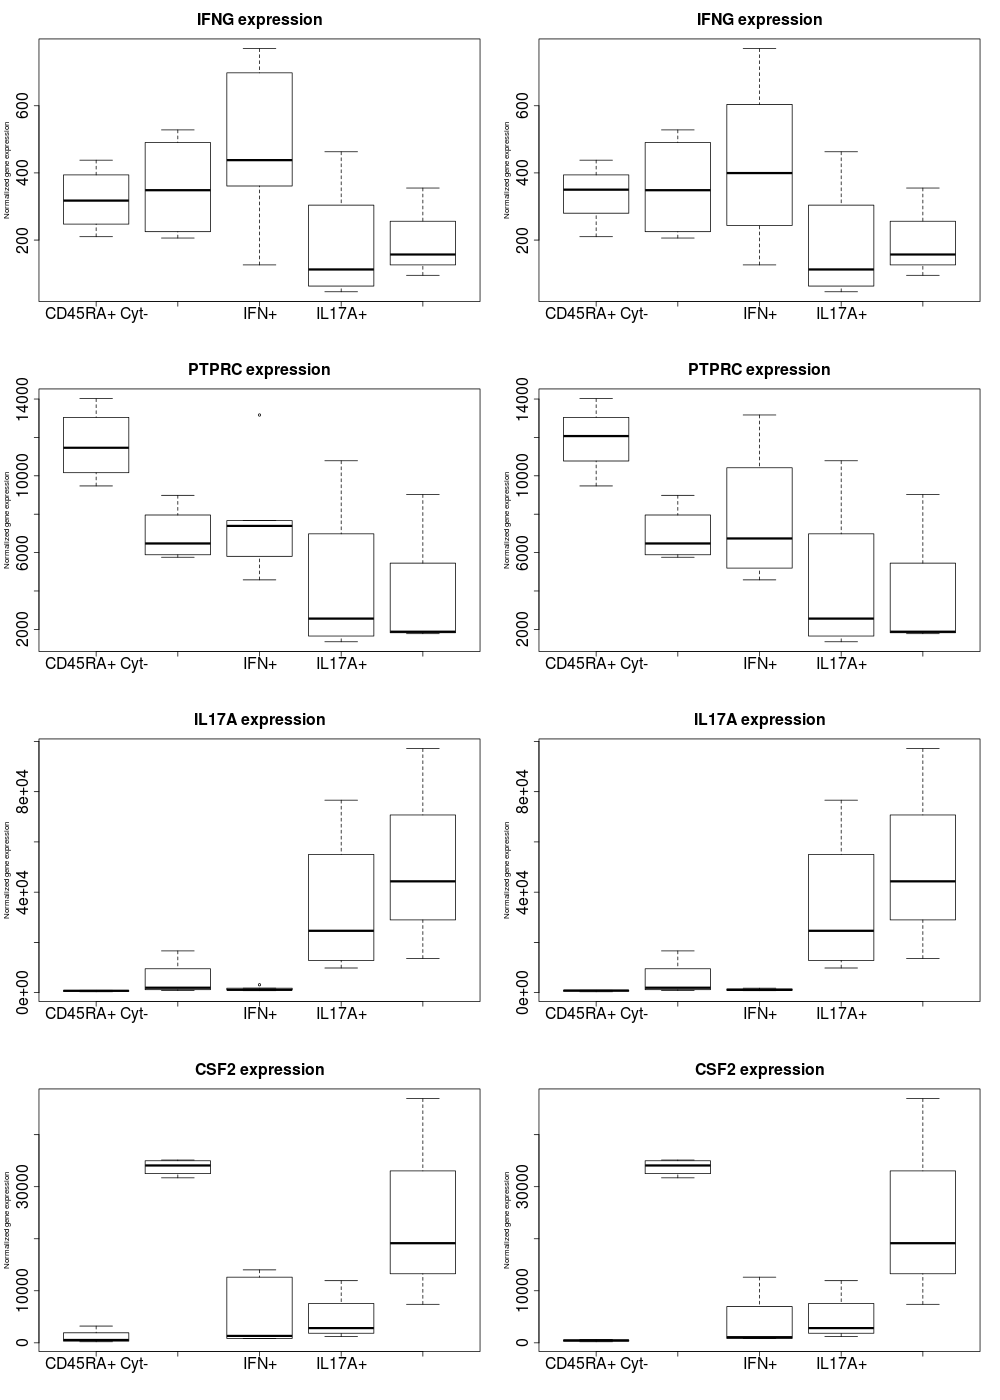 IFNG expression
Normalized gene expression
200 400 600
CD45RA+ Cyt- IFN+ IL17A+
IFNG expression
Normalized gene expression
200 400 600
CD45RA+ Cyt- IFN+ IL17A+
PTPRC expression
Normalized gene expression
2000 6000 10000 14000
CD45RA+ Cyt- IFN+ IL17A+
PTPRC expression
Normalized gene expression
2000 6000 10000 14000
CD45RA+ Cyt- IFN+ IL17A+
IL17A expression
Normalized gene expression
0e+00 4e+04 8e+04
CD45RA+ Cyt- IFN+ IL17A+
IL17A expression
Normalized gene expression
0e+00 4e+04 8e+04
CD45RA+ Cyt- IFN+ IL17A+
CSF2 expression
Normalized gene expression
0 10000 30000
CD45RA+ Cyt- IFN+ IL17A+
CSF2 expression
Normalized gene expression
0 10000 30000
CD45RA+ Cyt- IFN+ IL17A+